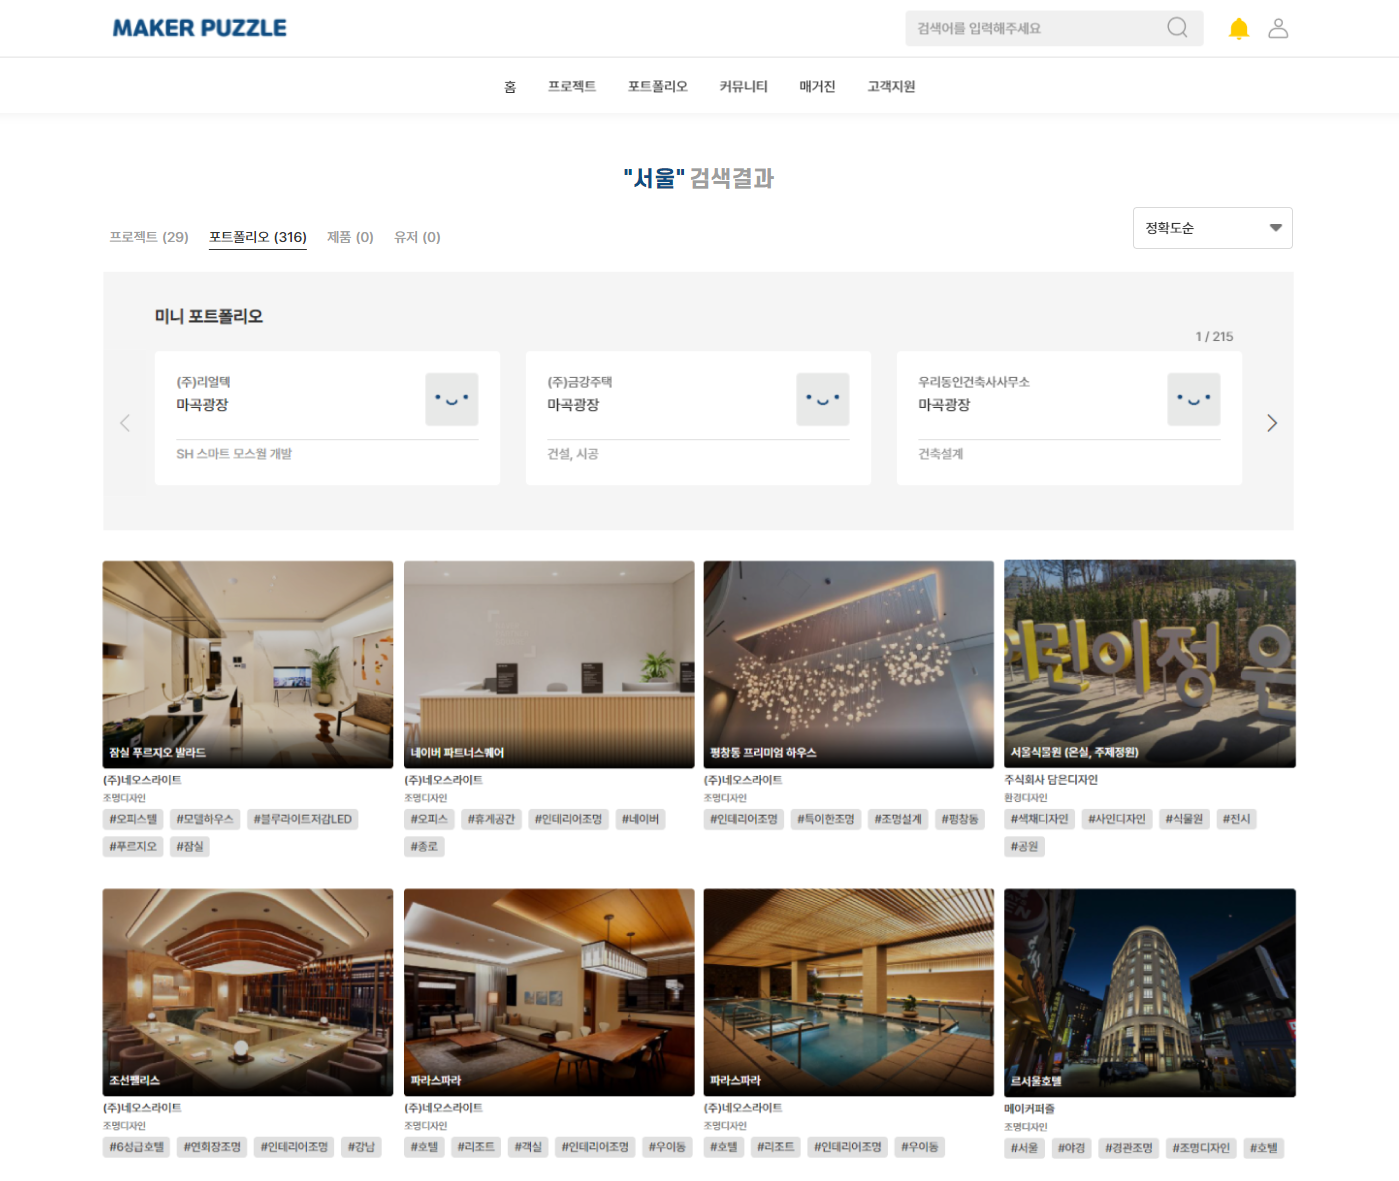 MAKER PUZZLE
검색어를 입력해주세요
홈 프로젝트 포트폴리오 커뮤니티 매거진 고객지원
"서울" 검색결과
프로젝트 (29) 포트폴리오 (316) 제품 (0) 유저 (0)
정확도순
미니 포트폴리오
1 / 215
(주)리얼텍
마곡광장
SH 스마트 모스월 개발
(주)금강주택
마곡광장
건설, 시공
우리동인건축사사무소
마곡광장
건축설계
잠실 푸르지오 발라드
(주)네오스라이트
조명디자인
#오피스텔 #모델하우스 #블루라이트저감LED
#푸르지오 #잠실
네이버 파트너스퀘어
(주)네오스라이트
조명디자인
#오피스 #휴게공간 #인테리어조명 #네이버
#종로
평창동 프리미엄 하우스
(주)네오스라이트
조명디자인
#인테리어조명 #특이한조명 #조명설계 #평창동
어린이정원
서울식물원 (온실, 주제정원)
주식회사 담은디자인
환경디자인
#색채디자인 #사인디자인 #식물원 #전시
#공원
조선팰리스
(주)네오스라이트
조명디자인
#6성급호텔 #연회장조명 #인테리어조명 #강남
파라스파라
(주)네오스라이트
조명디자인
#호텔 #리조트 #객실 #인테리어조명 #우이동
파라스파라
(주)네오스라이트
조명디자인
#호텔 #리조트 #인테리어조명 #우이동
르서울호텔
메이커퍼즐
조명디자인
#서울 #야경 #경관조명 #조명디자인 #호텔